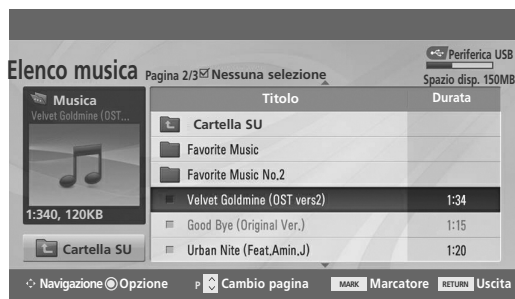 Periferica USB
Elenco musica Pagina 2/3 Nessuna selezione Spazio disp. 150MB
Musica
Velvet Goldmine (OST...
1:340, 120KB
Cartella SU
Titolo Durata
Cartella SU
Favorite Music
Favorite Music No.2
Velvet Goldmine (OST vers2) 1:34
Good Bye (Original Ver.) 1:15
Urban Nite (Feat.Amin.J) 1:20
Navigazione Opzione P Cambio pagina MARK Marcatore RETURN Uscita